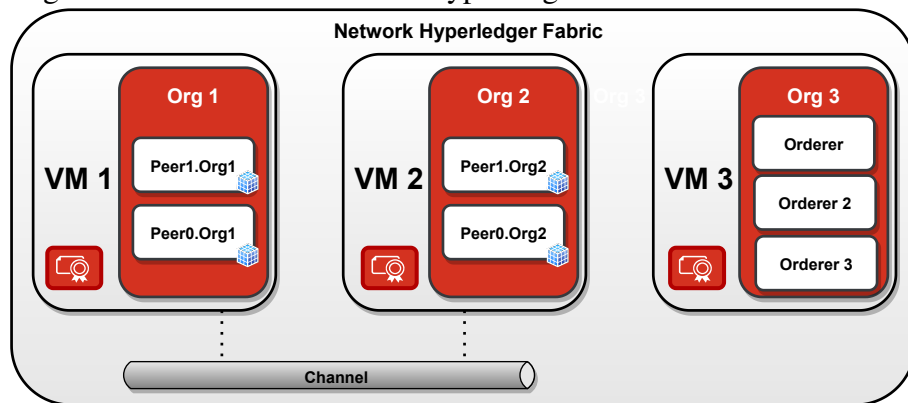 Network Hyperledger Fabric
VM 1
Org 1
Peer1.Org1
Peer0.Org1
VM 2
Org 2
Peer1.Org2
Peer0.Org2
Org 3
VM 3
Org 3
Orderer
Orderer 2
Orderer 3
Channel